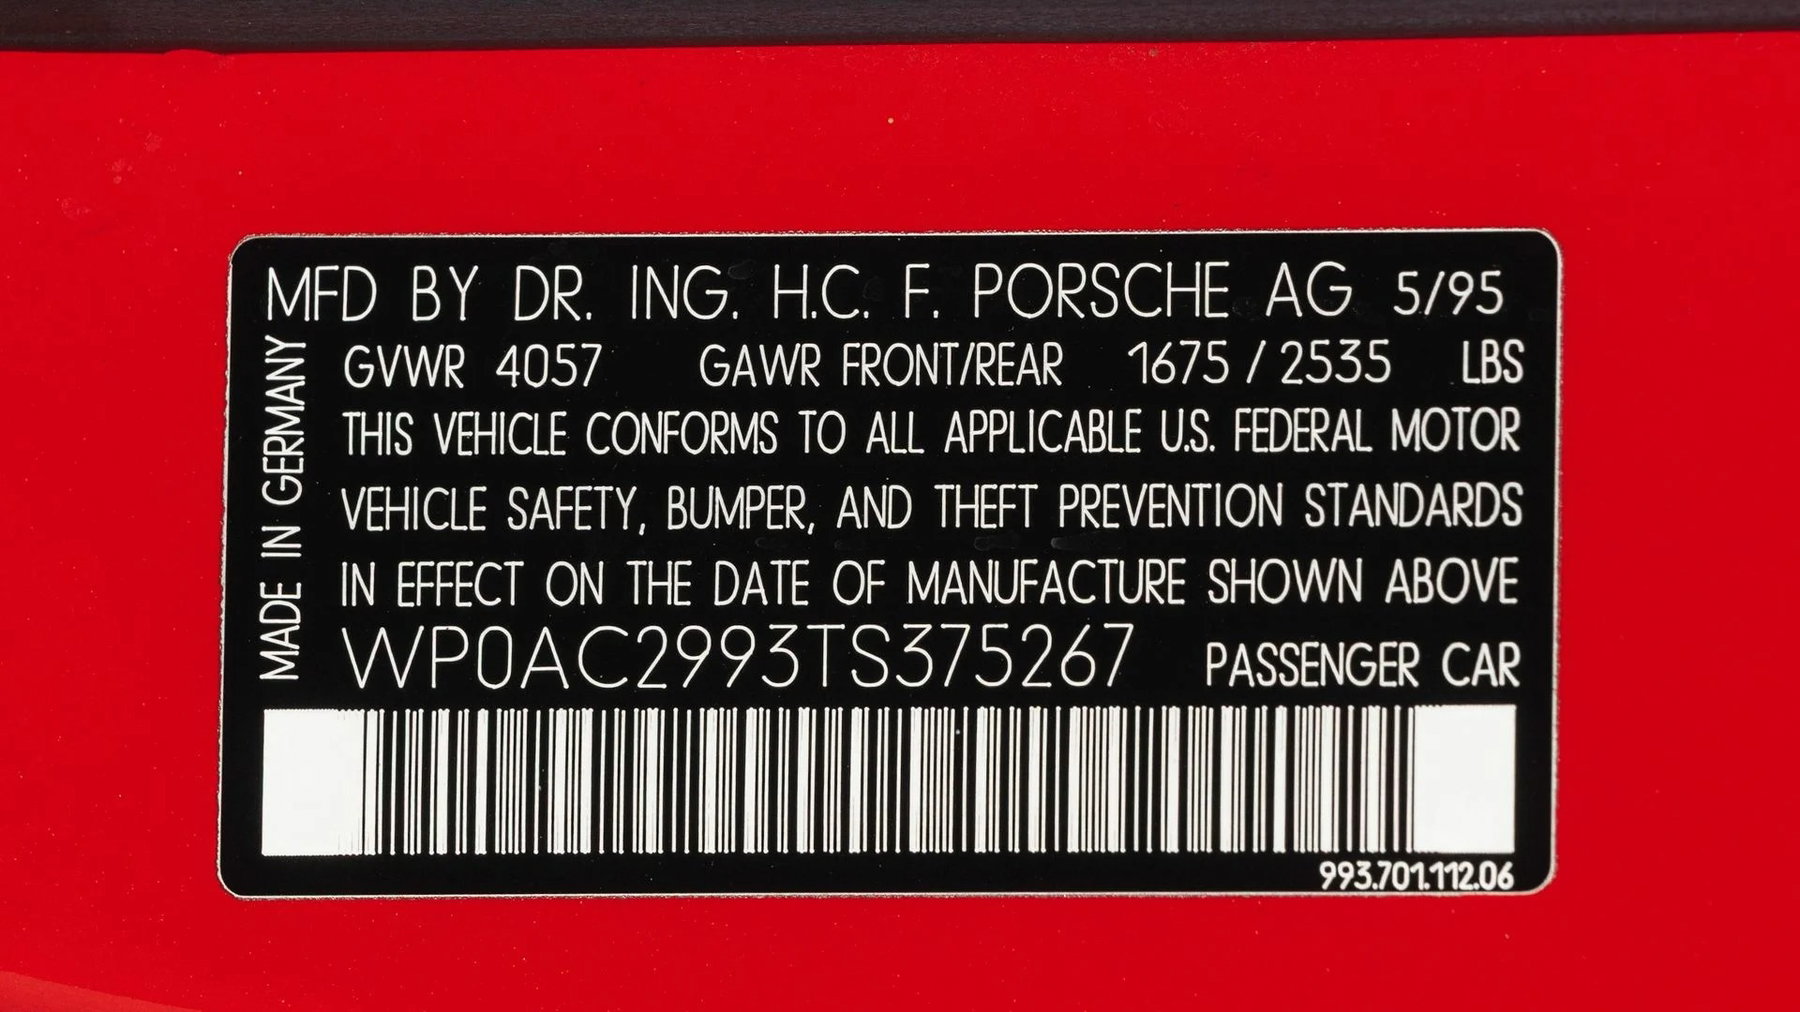 MFD BY DR. ING. H.C. F. PORSCHE AG 5/95
MADE IN GERMANY
GVWR 4057 GAWR FRONT/REAR 1675 / 2535 LBS
THIS VEHICLE CONFORMS TO ALL APPLICABLE U.S. FEDERAL MOTOR
VEHICLE SAFETY, BUMPER, AND THEFT PREVENTION STANDARDS
IN EFFECT ON THE DATE OF MANUFACTURE SHOWN ABOVE
WP0AC2993TS375267 PASSENGER CAR
993.701.112.06